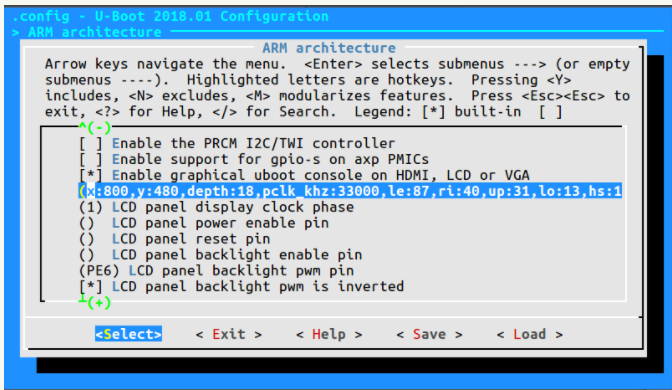 .config - U-Boot 2018.01 Configuration
> ARM architecture
ARM architecture
Arrow keys navigate the menu.  <Enter> selects submenus ---> (or empty
submenus ----).  Highlighted letters are hotkeys.  Pressing <Y>
includes, <N> excludes, <M> modularizes features.  Press <Esc><Esc> to
exit, <?> for Help, </> for Search.  Legend: [*] built-in  [ ]
^(-)
[ ] Enable the PRCM I2C/TWI controller
[ ] Enable support for gpio-s on axp PMICs
[*] Enable graphical uboot console on HDMI, LCD or VGA
(x:800,y:480,depth:18,pclk_khz:33000,le:87,ri:40,up:31,lo:13,hs:1
(1) LCD panel display clock phase
()  LCD panel power enable pin
()  LCD panel reset pin
()  LCD panel backlight enable pin
(PE6) LCD panel backlight pwm pin
[*] LCD panel backlight pwm is inverted
(+)
<Select>    < Exit >    < Help >    < Save >    < Load >